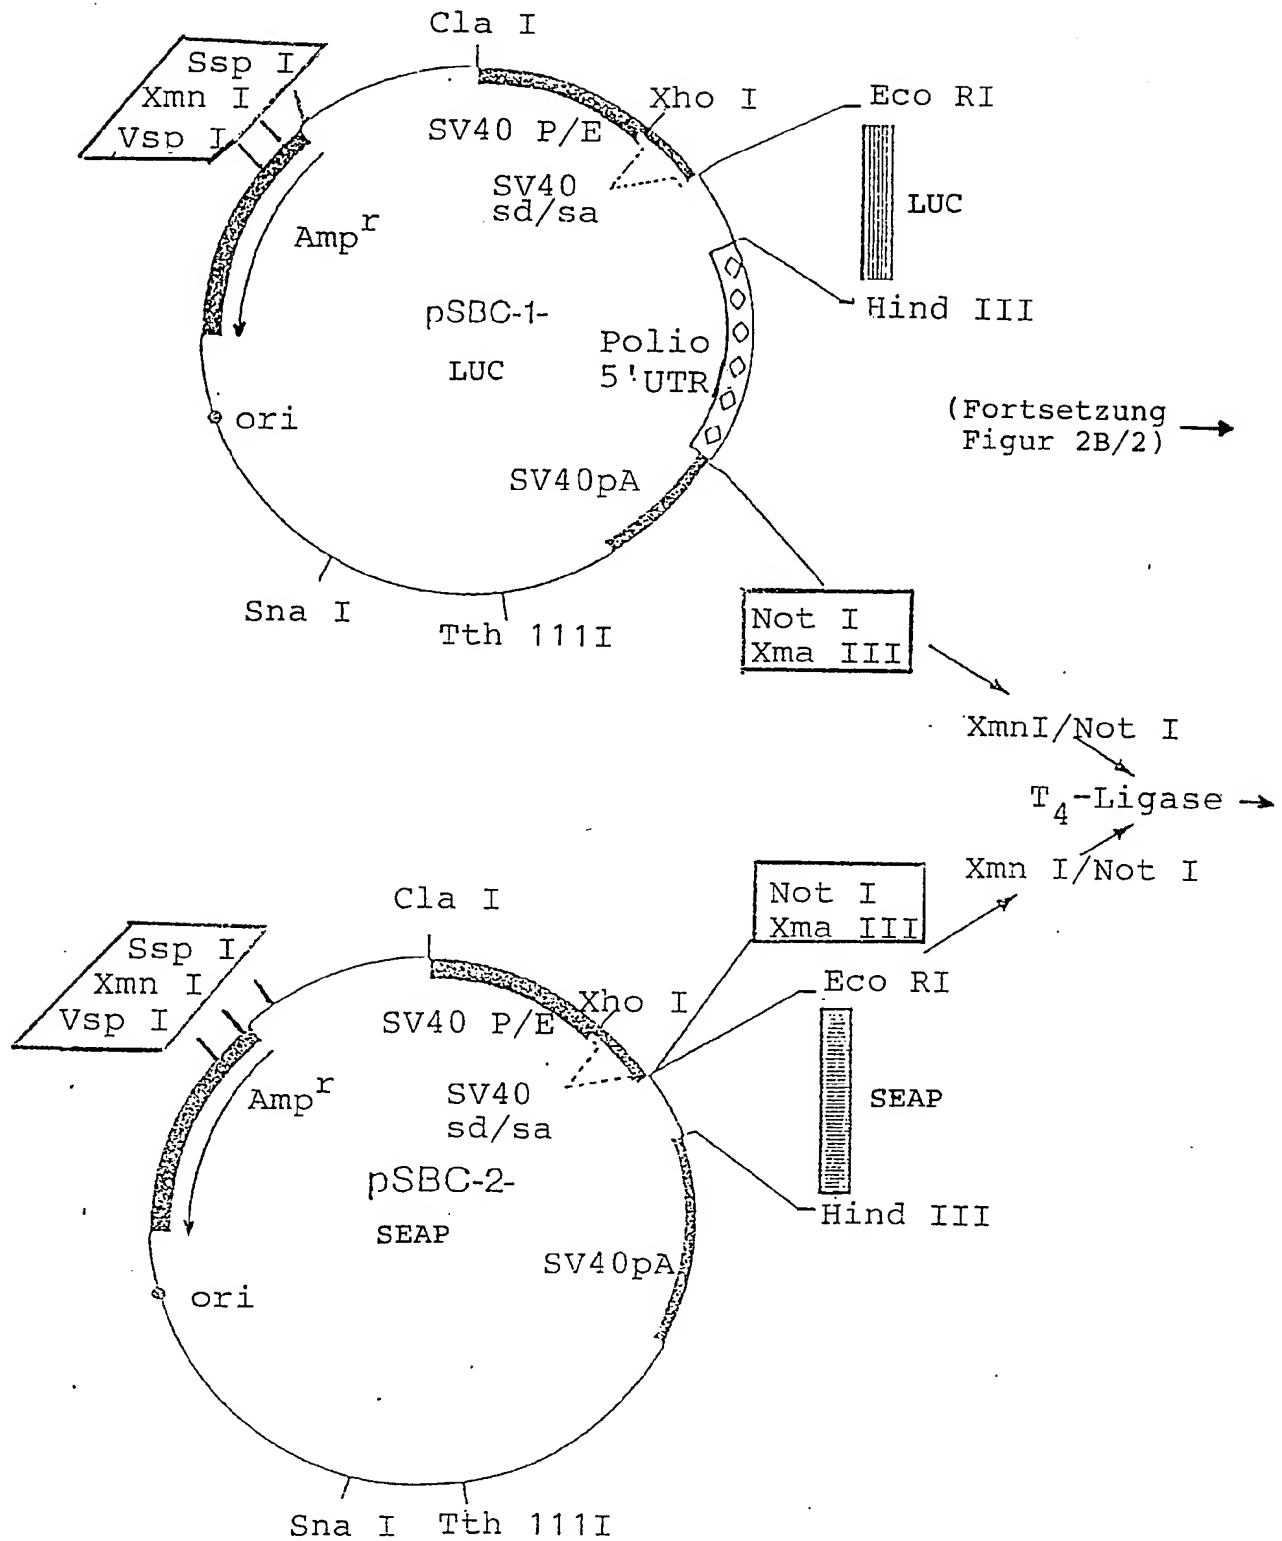 Cla I
Ssp I
Xmn I
Vsp I
Xho I
Eco RI
SV40 P/E
SV40
sd/sa
LUC
Amp^r
Hind III
pSBC-1-
LUC
Polio
5'UTR
ori
(Fortsetzung
Figur 2B/2)
SV40pA
Sna I
Tth 111I
Not I
Xma III
XmnI/Not I
T4-Ligase
Xmn I/Not I
Not I
Xma III
Cla I
Ssp I
Xmn I
Vsp I
Eco RI
Xho I
SV40 P/E
SV40
sd/sa
SEAP
Amp^r
pSBC-2-
SEAP
Hind III
SV40pA
ori
Sna I
Tth 111I